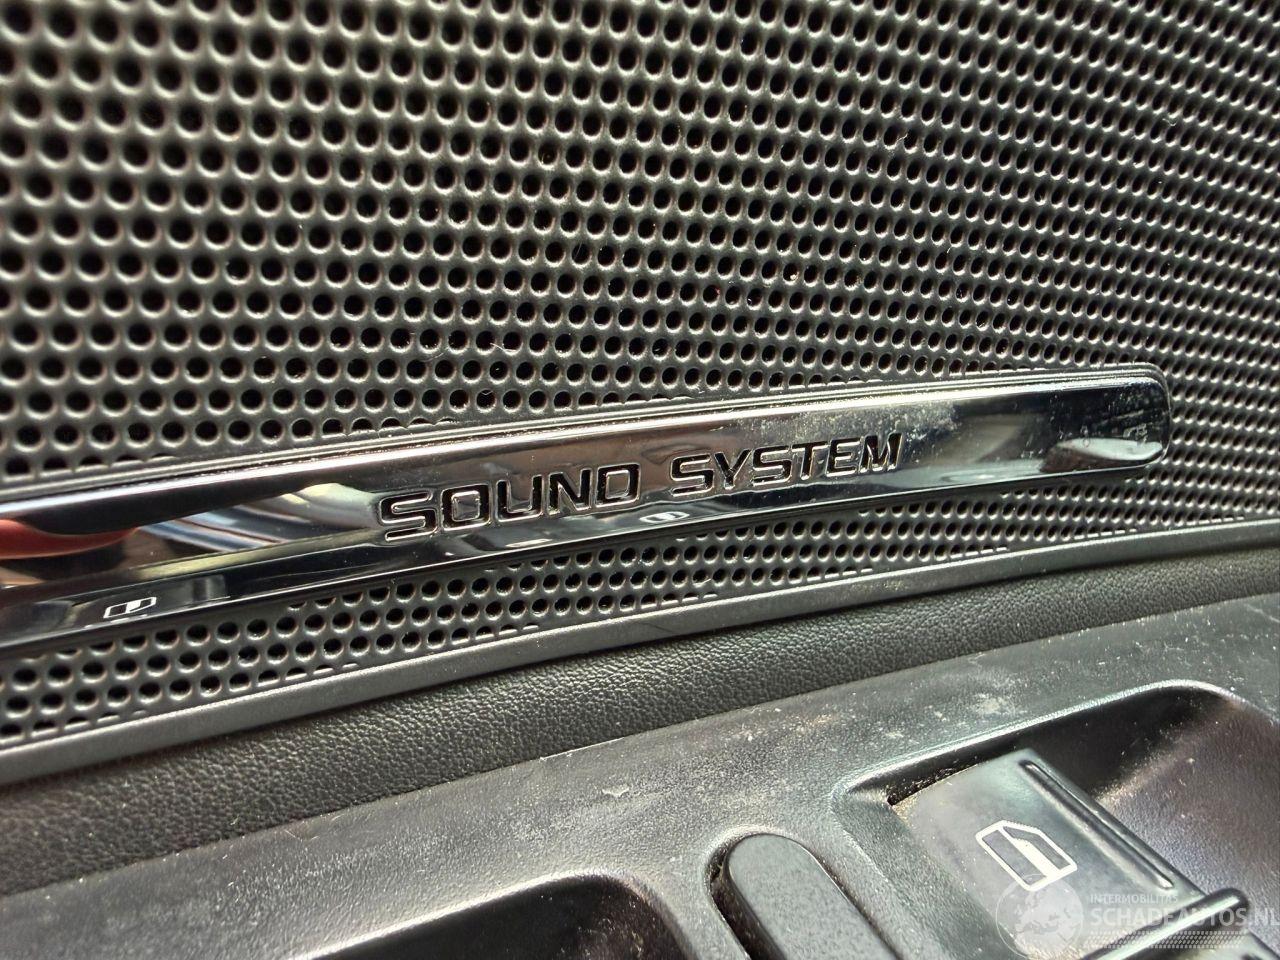 SOUND SYSTEM
INTERMOBILITAS
SCHADEAUTOS.NL